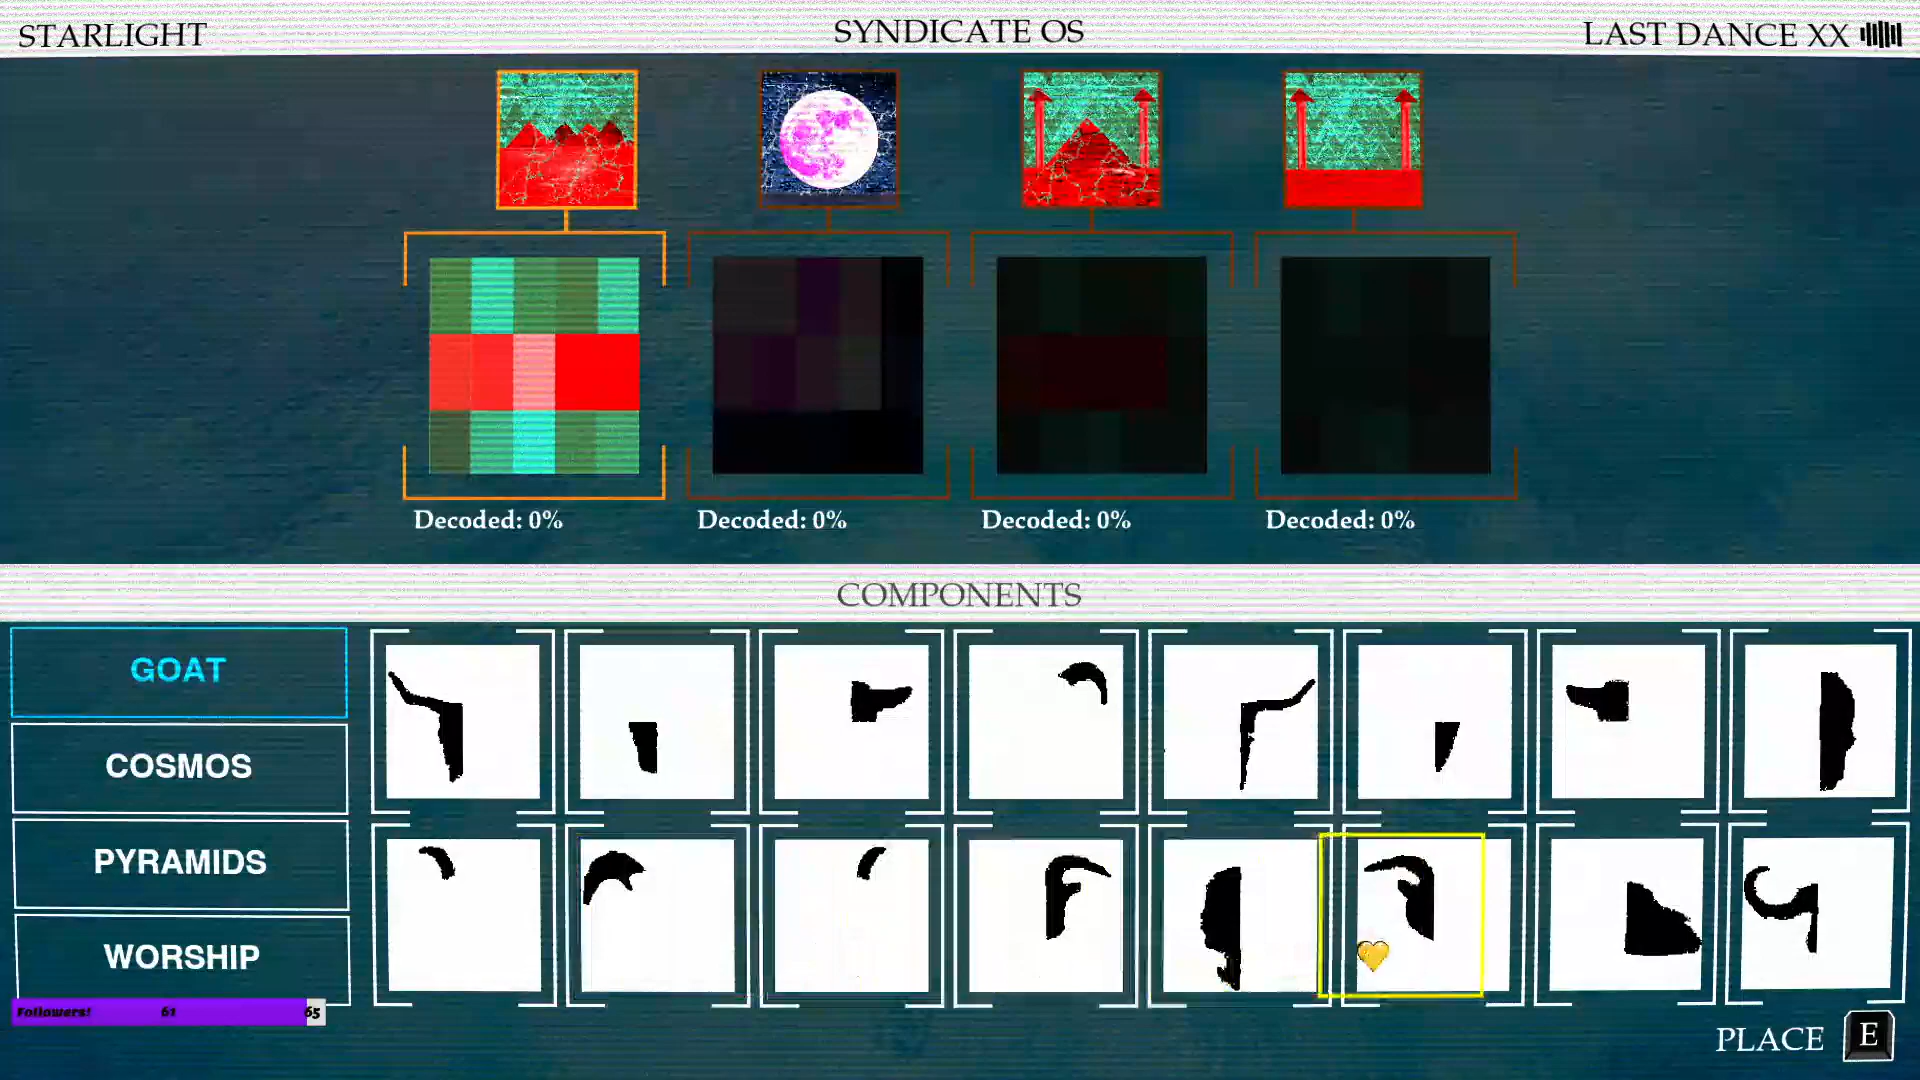 STARLIGHT
SYNDICATE OS
LAST DANCE XX
Decoded: 0%
Decoded: 0%
Decoded: 0%
Decoded: 0%
COMPONENTS
GOAT
COSMOS
PYRAMIDS
WORSHIP
Followers! 61 65
PLACE E